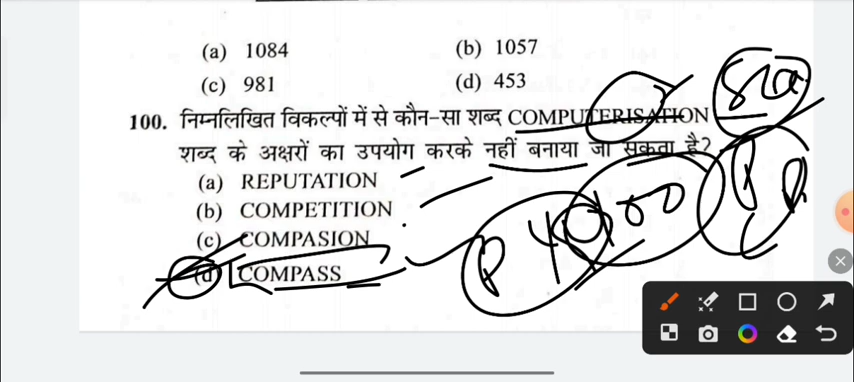 (a) 1084 (b) 1057
(c) 981 (d) 453
100. निम्नलिखित विकल्पों में से कौन-सा शब्द COMPUTERISATION
शब्द के अक्षरों का उपयोग करके नहीं बनाया जा सकता है?
(a) REPUTATION
(b) COMPETITION
(c) COMPASION
(d) COMPASS